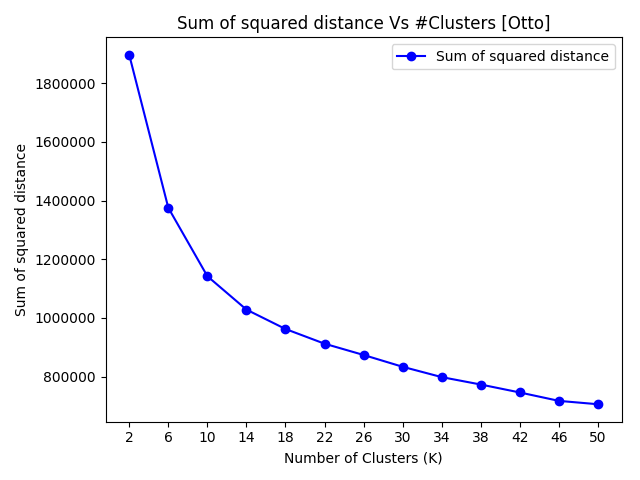 Sum of squared distance Vs #Clusters [Otto]
Sum of squared distance
Sum of squared distance
1800000
1600000
1400000
1200000
1000000
800000
2 6 10 14 18 22 26 30 34 38 42 46 50
Number of Clusters (K)